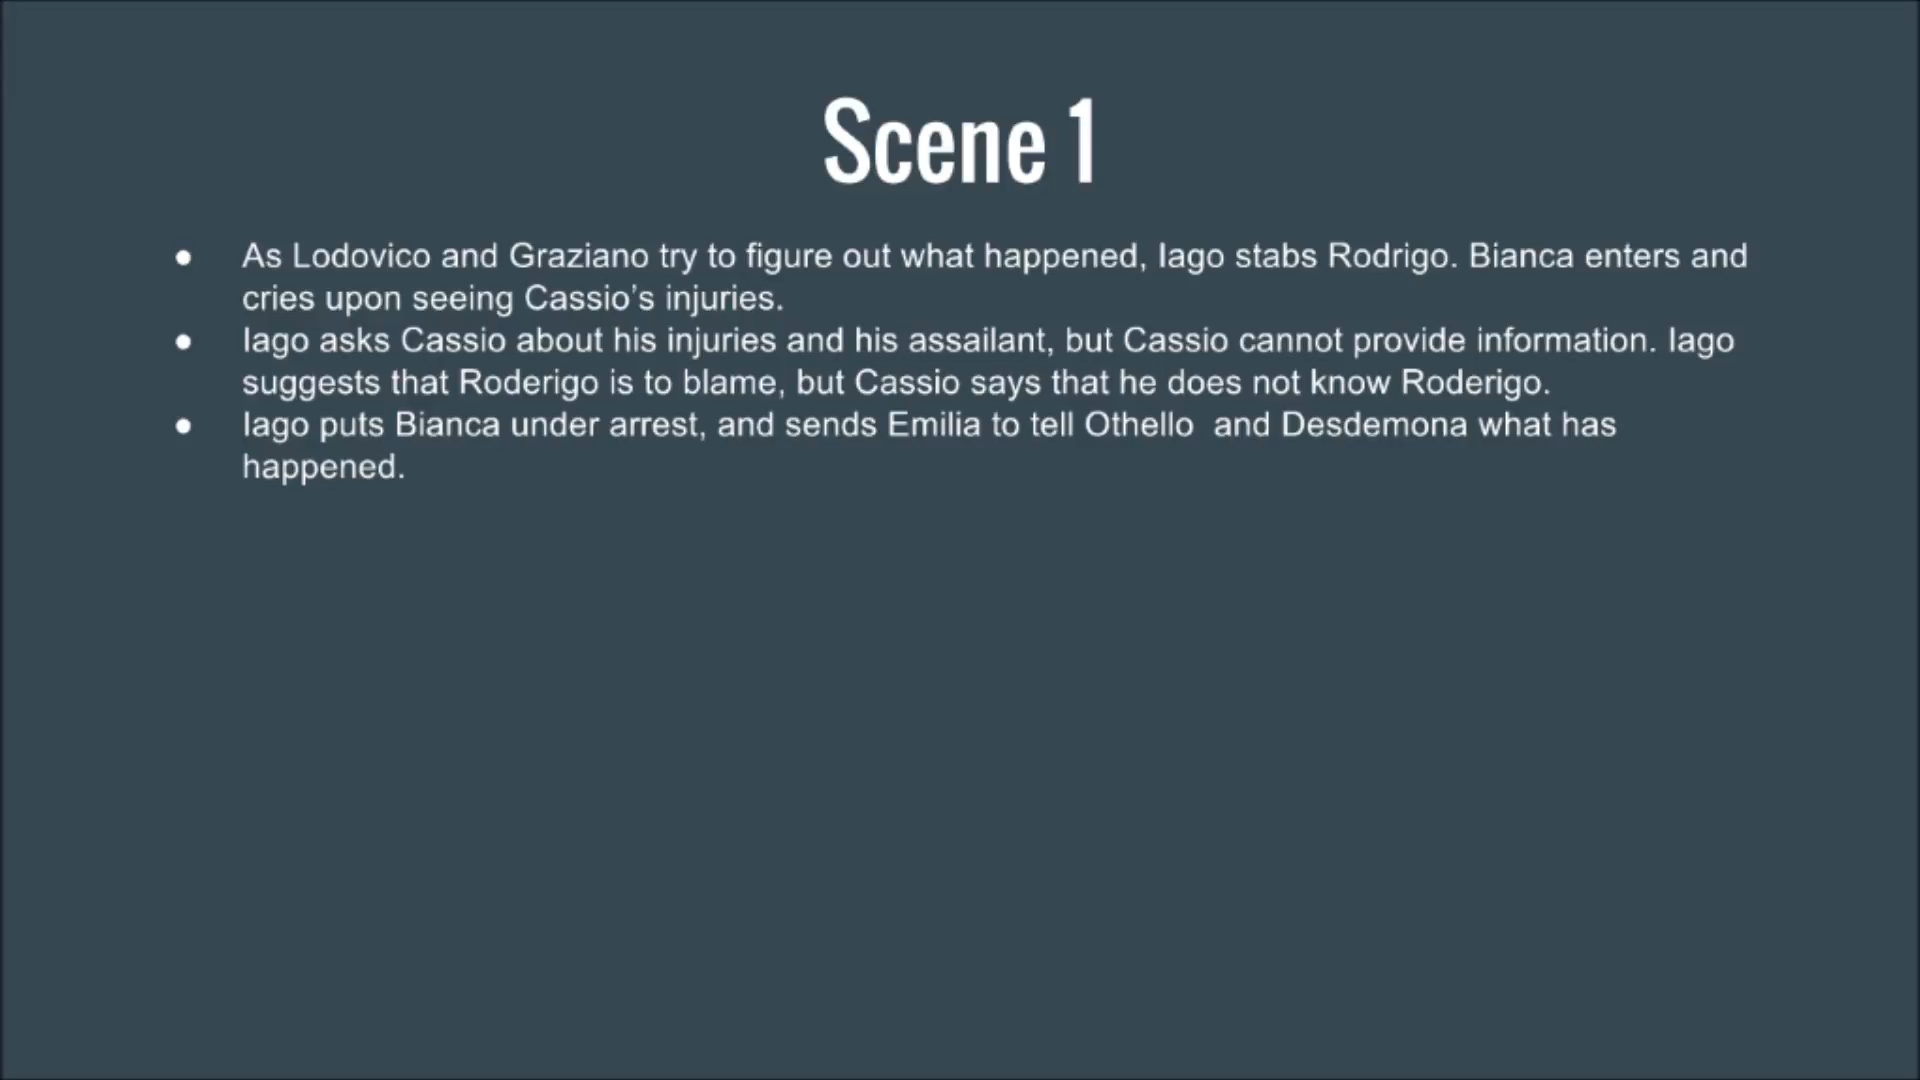 Scene 1
● As Lodovico and Graziano try to figure out what happened, Iago stabs Rodrigo. Bianca enters and
cries upon seeing Cassio’s injuries.
● Iago asks Cassio about his injuries and his assailant, but Cassio cannot provide information. Iago
suggests that Roderigo is to blame, but Cassio says that he does not know Roderigo.
● Iago puts Bianca under arrest, and sends Emilia to tell Othello  and Desdemona what has
happened.